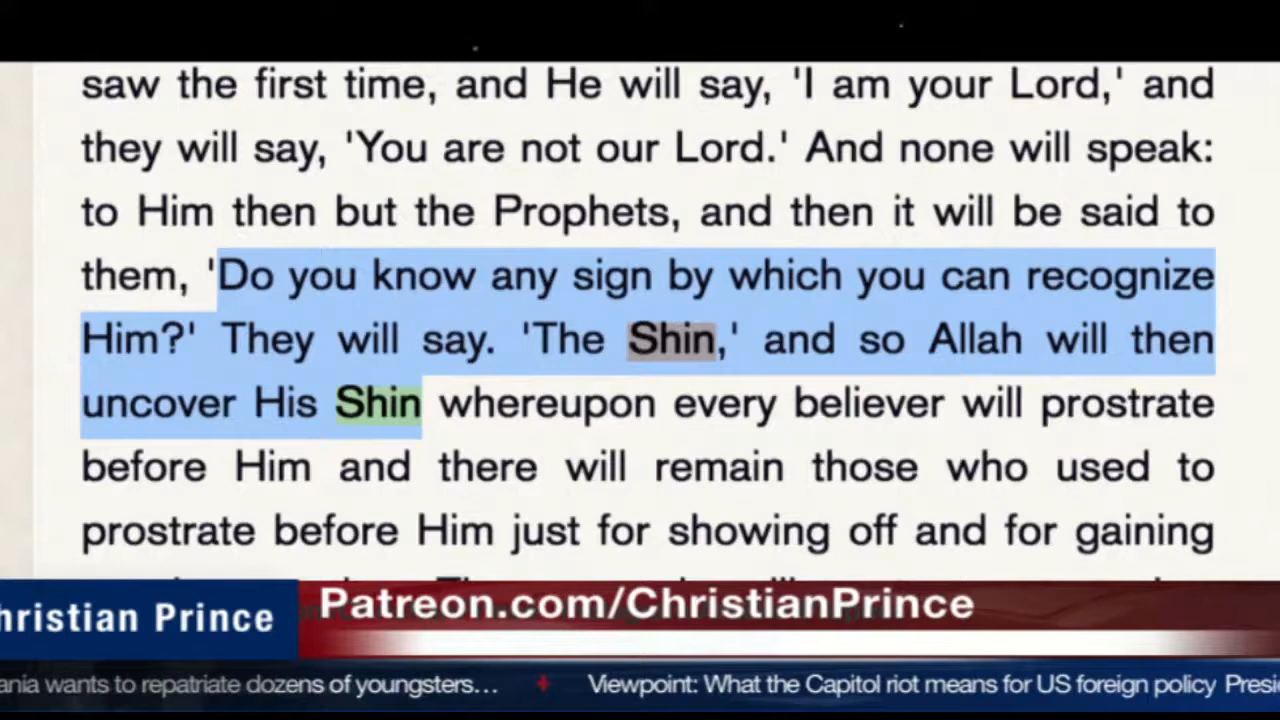 saw the first time, and He will say, 'I am your Lord,' and
they will say, 'You are not our Lord.' And none will speak:
to Him then but the Prophets, and then it will be said to
them, 'Do you know any sign by which you can recognize
Him?' They will say. 'The Shin,' and so Allah will then
uncover His Shin whereupon every believer will prostrate
before Him and there will remain those who used to
prostrate before Him just for showing off and for gaining
hristian Prince
Patreon.com/ChristianPrince
ania wants to repatriate dozens of youngsters... Viewpoint: What the Capitol riot means for US foreign policy Presi